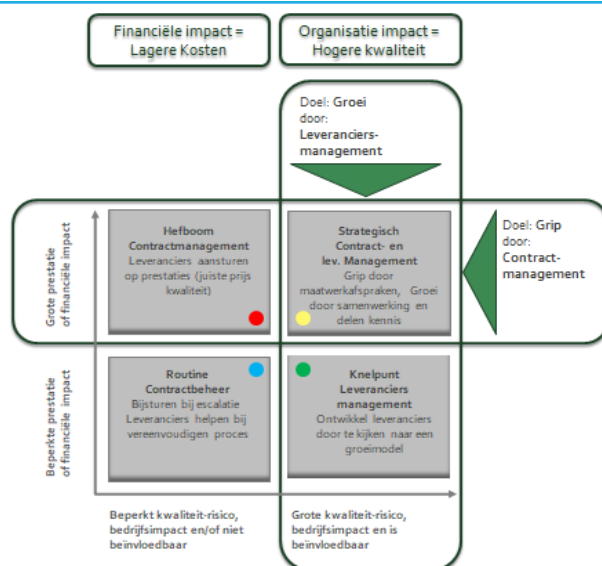 Financiële impact =
Lagere Kosten
Organisatie impact =
Hogere kwaliteit
Doel: Groei
door:
Leveranciers-
management
Grote prestatie
of financiële impact
Hefboom
Contractmanagement
Leveranciers aansturen
op prestaties (juiste prijs
kwaliteit)
Strategisch
Contract- en
lev. Management
Grip door
maatwerkafspraken, Groei
door samenwerking en
delen kennis
Doel: Grip
door:
Contract-
management
Beperkte prestatie
of financiële impact
Routine
Contractbeheer
Bijsturen bij escalatie
Leveranciers helpen bij
vereenvoudigen proces
Knelpunt
Leveranciers
management
Ontwikkel leveranciers
door te kijken naar een
groeimodel
Beperkt kwaliteit-risico,
bedrijfsimpact en/of niet
beïnvloedbaar
Grote kwaliteit-risico,
bedrijfsimpact en is
beïnvloedbaar